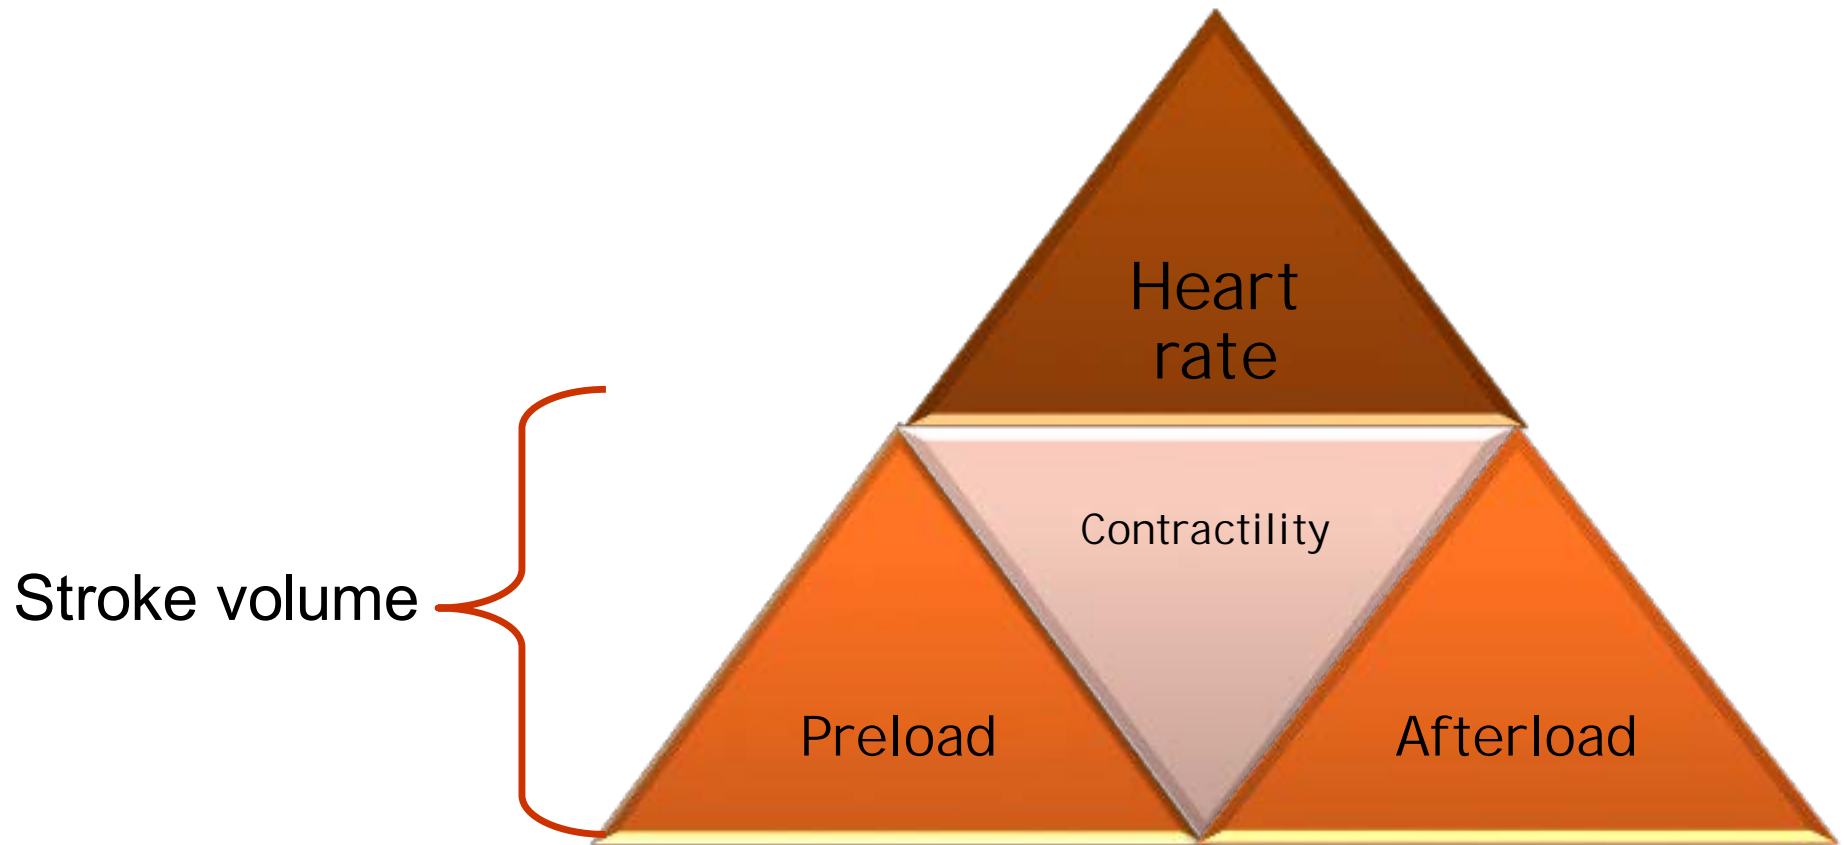 Heart
rate
Contractility
Stroke volume
Preload
Afterload